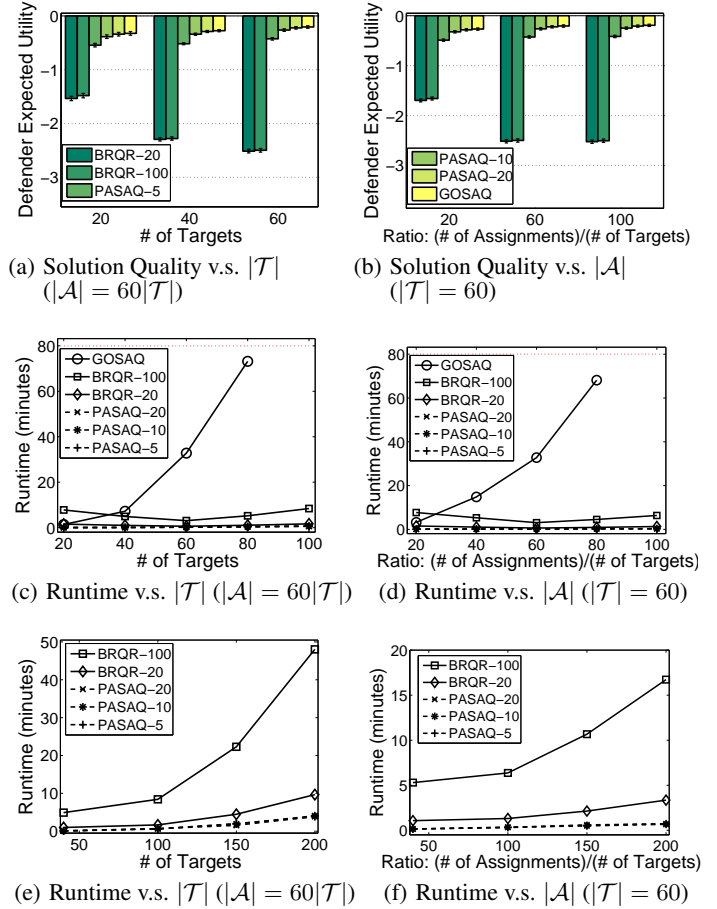 Defender Expected Utility
0
−1
−2
−3
BRQR−20
BRQR−100
PASAQ−5
20 40 60
# of Targets
(a) Solution Quality v.s. |𝒯|
(|𝒜| = 60|𝒯|)
Defender Expected Utility
0
−1
−2
−3
PASAQ−10
PASAQ−20
GOSAQ
20 60 100
Ratio: (# of Assignments)/(# of Targets)
(b) Solution Quality v.s. |𝒜|
(|𝒯| = 60)
Runtime (minutes)
80
60
40
20
0
GOSAQ
BRQR−100
BRQR−20
PASAQ−20
PASAQ−10
PASAQ−5
20 40 60 80 100
# of Targets
(c) Runtime v.s. |𝒯| (|𝒜| = 60|𝒯|)
Runtime (minutes)
80
60
40
20
0
GOSAQ
BRQR−100
BRQR−20
PASAQ−20
PASAQ−10
PASAQ−5
20 40 60 80 100
Ratio: (# of Assignments)/(# of Targets)
(d) Runtime v.s. |𝒜| (|𝒯| = 60)
Runtime (minutes)
50
40
30
20
10
0
BRQR−100
BRQR−20
PASAQ−20
PASAQ−10
PASAQ−5
50 100 150 200
# of Targets
(e) Runtime v.s. |𝒯| (|𝒜| = 60|𝒯|)
Runtime (minutes)
20
15
10
5
0
BRQR−100
BRQR−20
PASAQ−20
PASAQ−10
PASAQ−5
50 100 150 200
Ratio: (# of Assignments)/(# of Targets)
(f) Runtime v.s. |𝒜| (|𝒯| = 60)